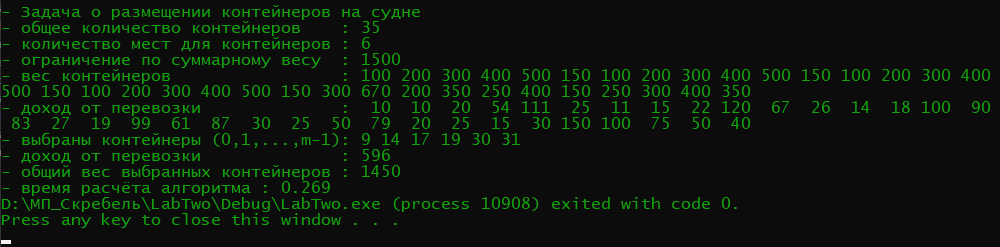 - Задача о размещении контейнеров на судне
- общее количество контейнеров    : 35
- количество мест для контейнеров : 6
- ограничение по суммарному весу  : 1500
- вес контейнеров                 : 100 200 300 400 500 150 100 200 300 400 500 150 100 200 300 400
500 150 100 200 300 400 500 150 300 670 200 350 250 400 150 250 300 400 350
- доход от перевозки              :  10  10  20  54 111  25  11  15  22 120  67  26  14  18 100  90
 83  27  19  99  61  87  30  25  50  79  20  25  15  30 150 100  75  50  40
- выбраны контейнеры (0,1,...,m-1): 9 14 17 19 30 31
- доход от перевозки              : 596
- общий вес выбранных контейнеров : 1450
- время расчёта алгоритма : 0.269
D:\МП_Скребель\LabTwo\Debug\LabTwo.exe (process 10908) exited with code 0.
Press any key to close this window . . .